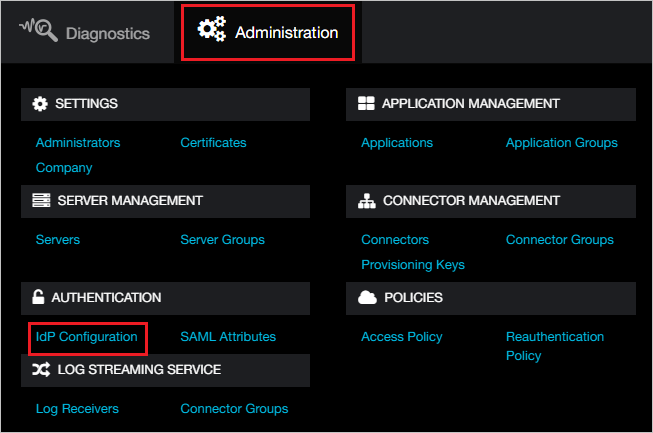 Diagnostics
Administration
SETTINGS
Administrators
Certificates
Company
SERVER MANAGEMENT
Servers
Server Groups
AUTHENTICATION
IdP Configuration
SAML Attributes
LOG STREAMING SERVICE
Log Receivers
Connector Groups
APPLICATION MANAGEMENT
Applications
Application Groups
CONNECTOR MANAGEMENT
Connectors
Connector Groups
Provisioning Keys
POLICIES
Access Policy
Reauthentication
Policy